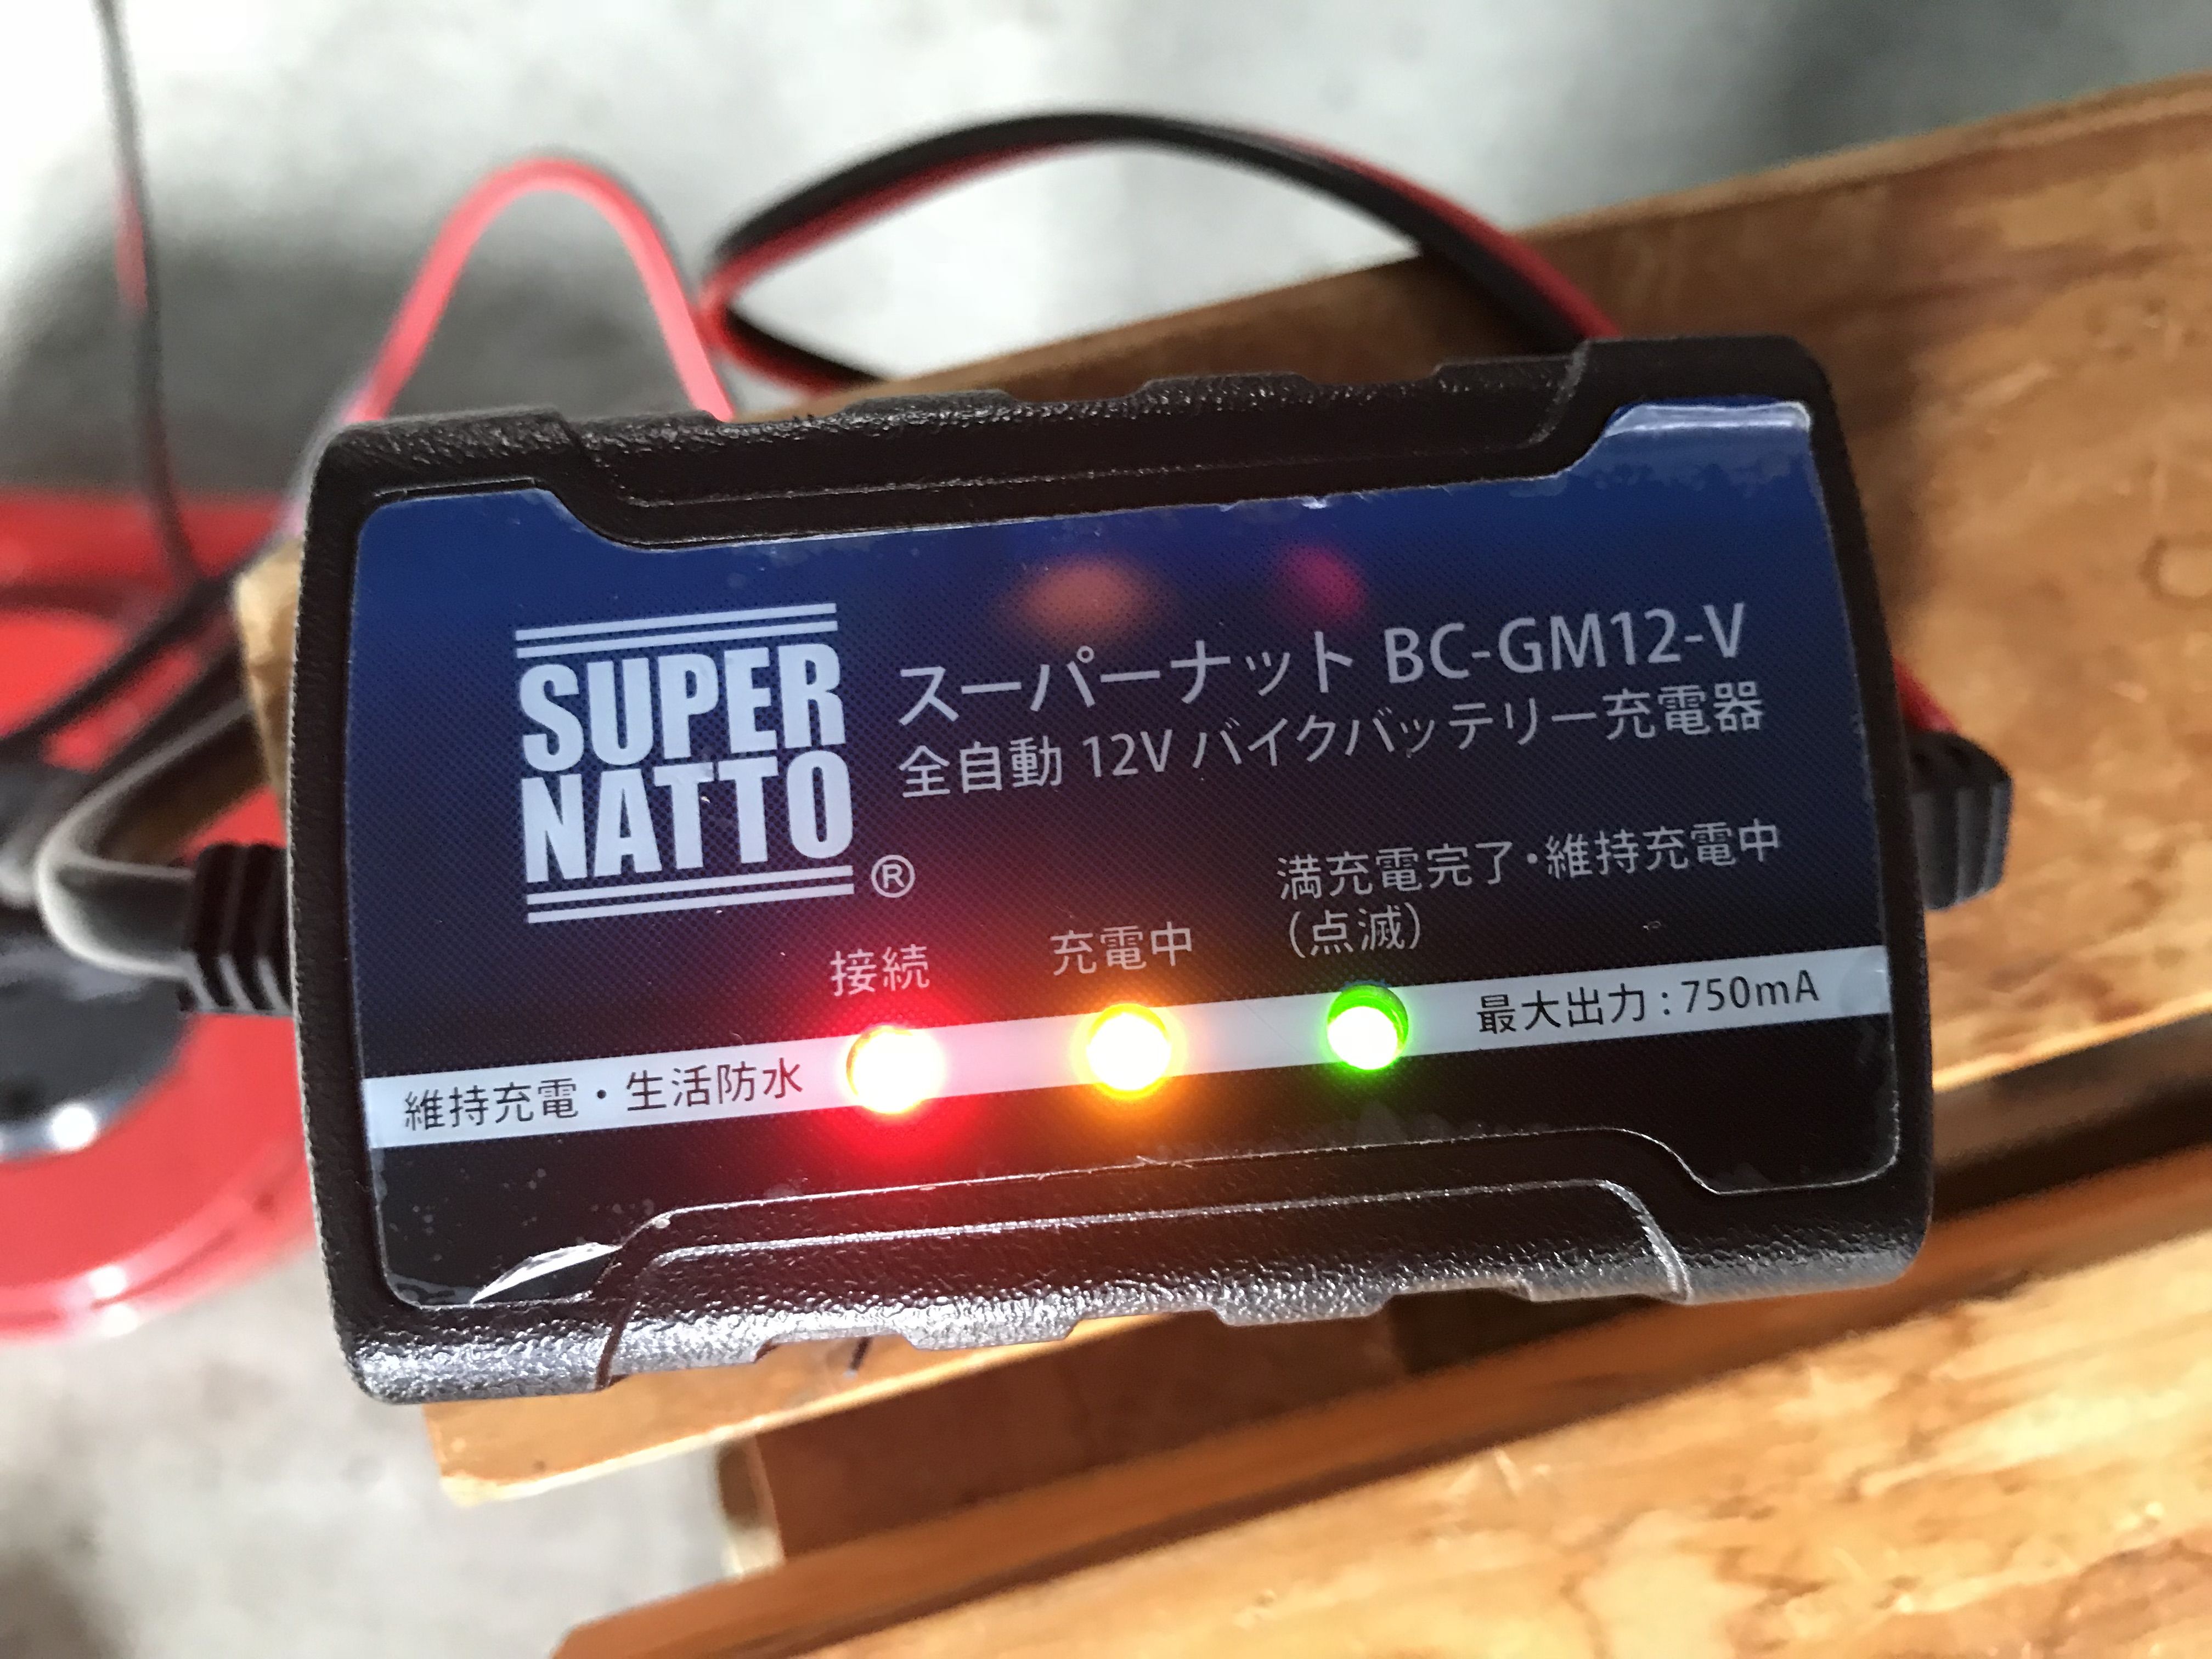 SUPER
NATTO
®
スーパーナット BC-GM12-V
全自動 12V バイクバッテリー充電器
接続
充電中
満充電完了・維持充電中
（点滅）
維持充電・生活防水
最大出力 : 750mA